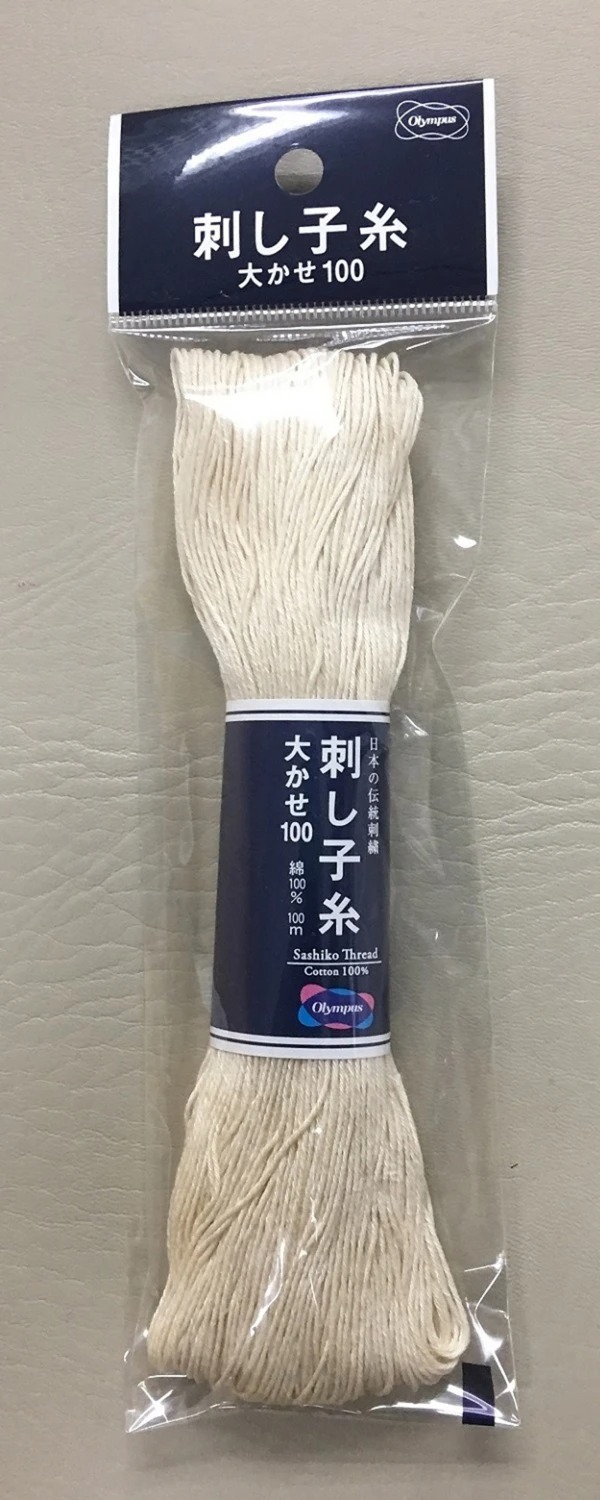 Olympus
刺し子糸
大かせ100
日本の伝統刺繍
刺し子糸
大かせ100
綿100% 100m
Sashiko Thread
Cotton 100%
Olympus